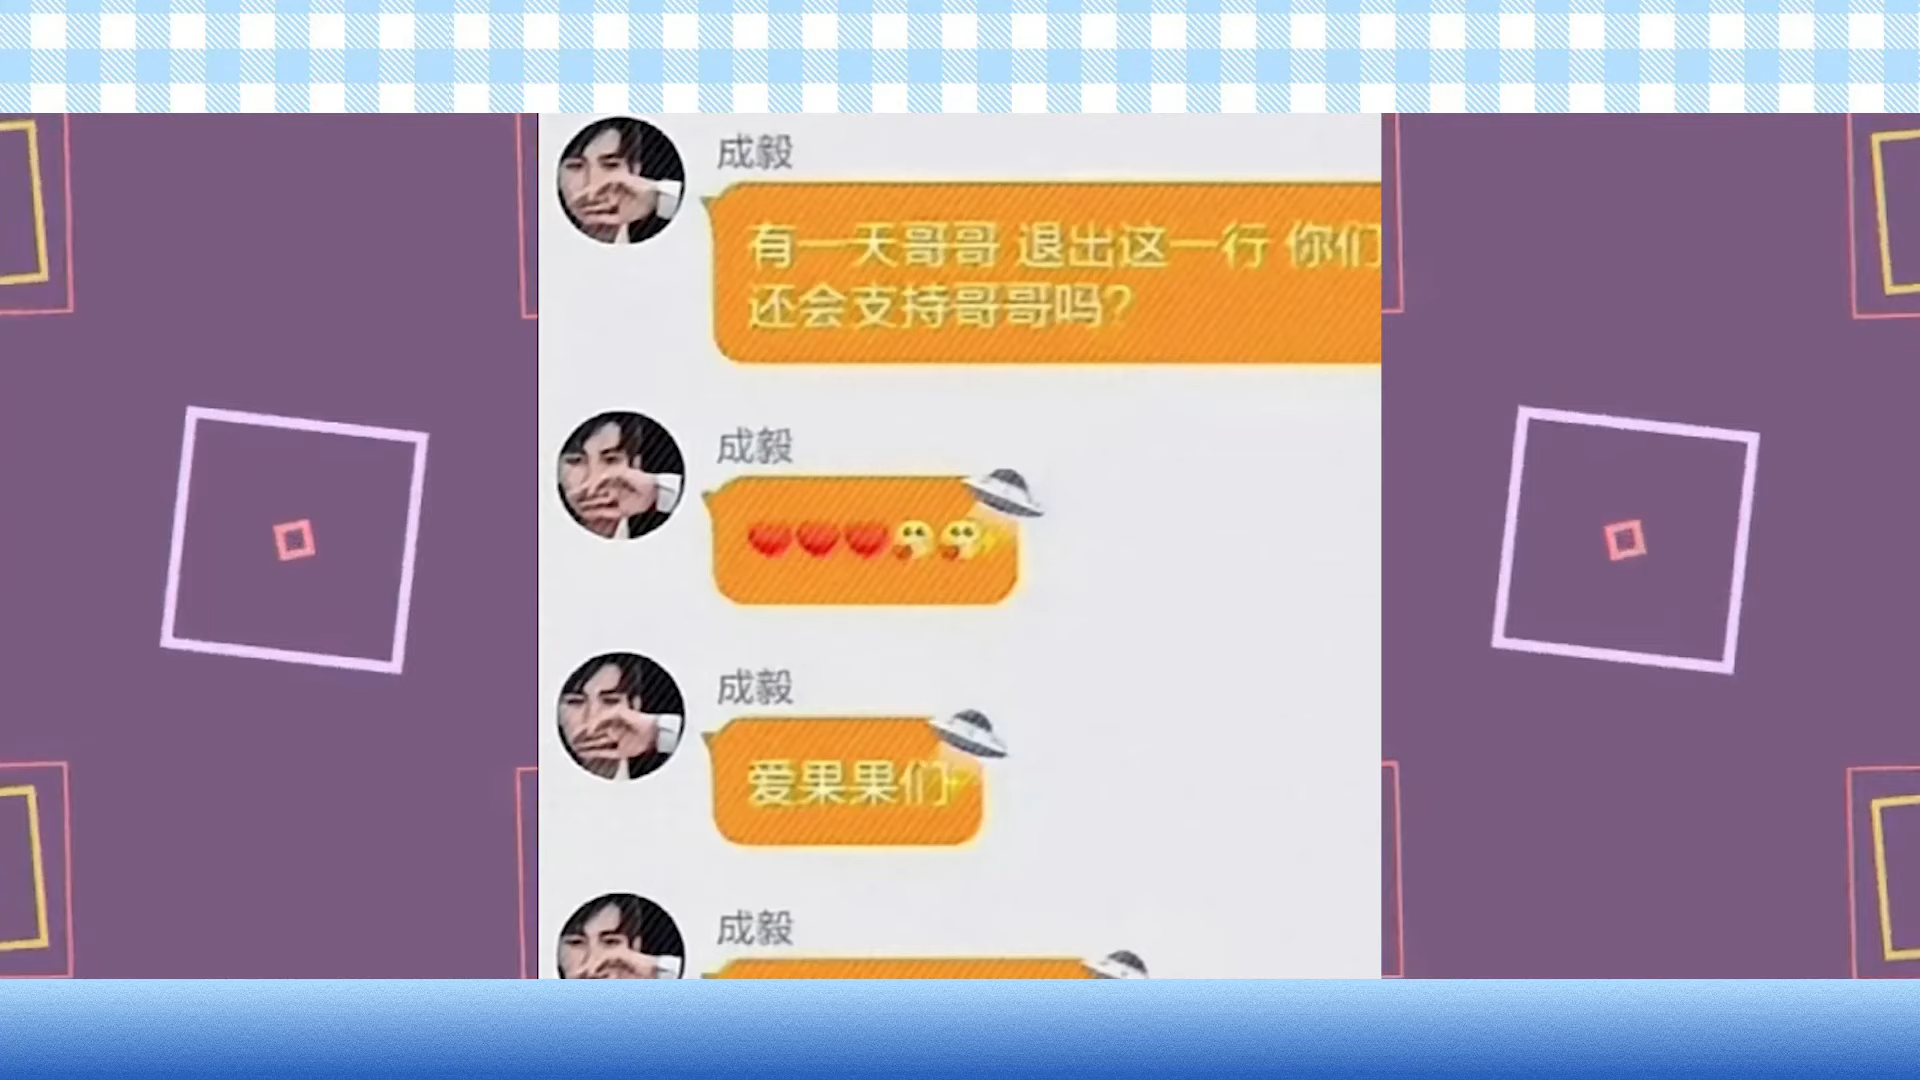 成毅
有一天哥哥 退出这一行 你们
还会支持哥哥吗?
成毅
成毅
爱果果们
成毅